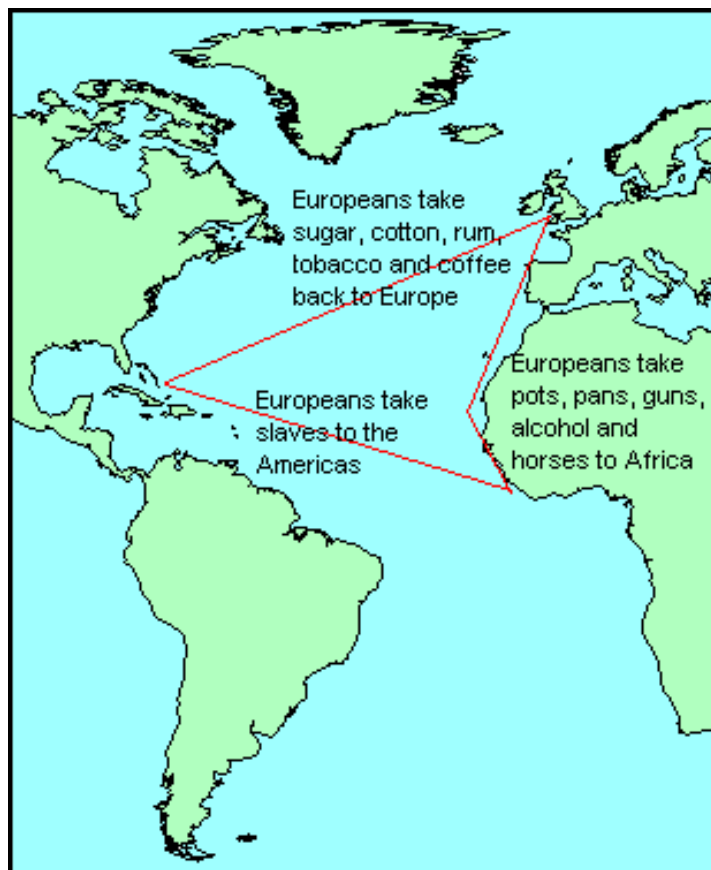 Europeans take
sugar, cotton, rum,
tobacco and coffee
back to Europe
Europeans take
pots, pans, guns,
alcohol and
horses to Africa
Europeans take
slaves to the
Americas